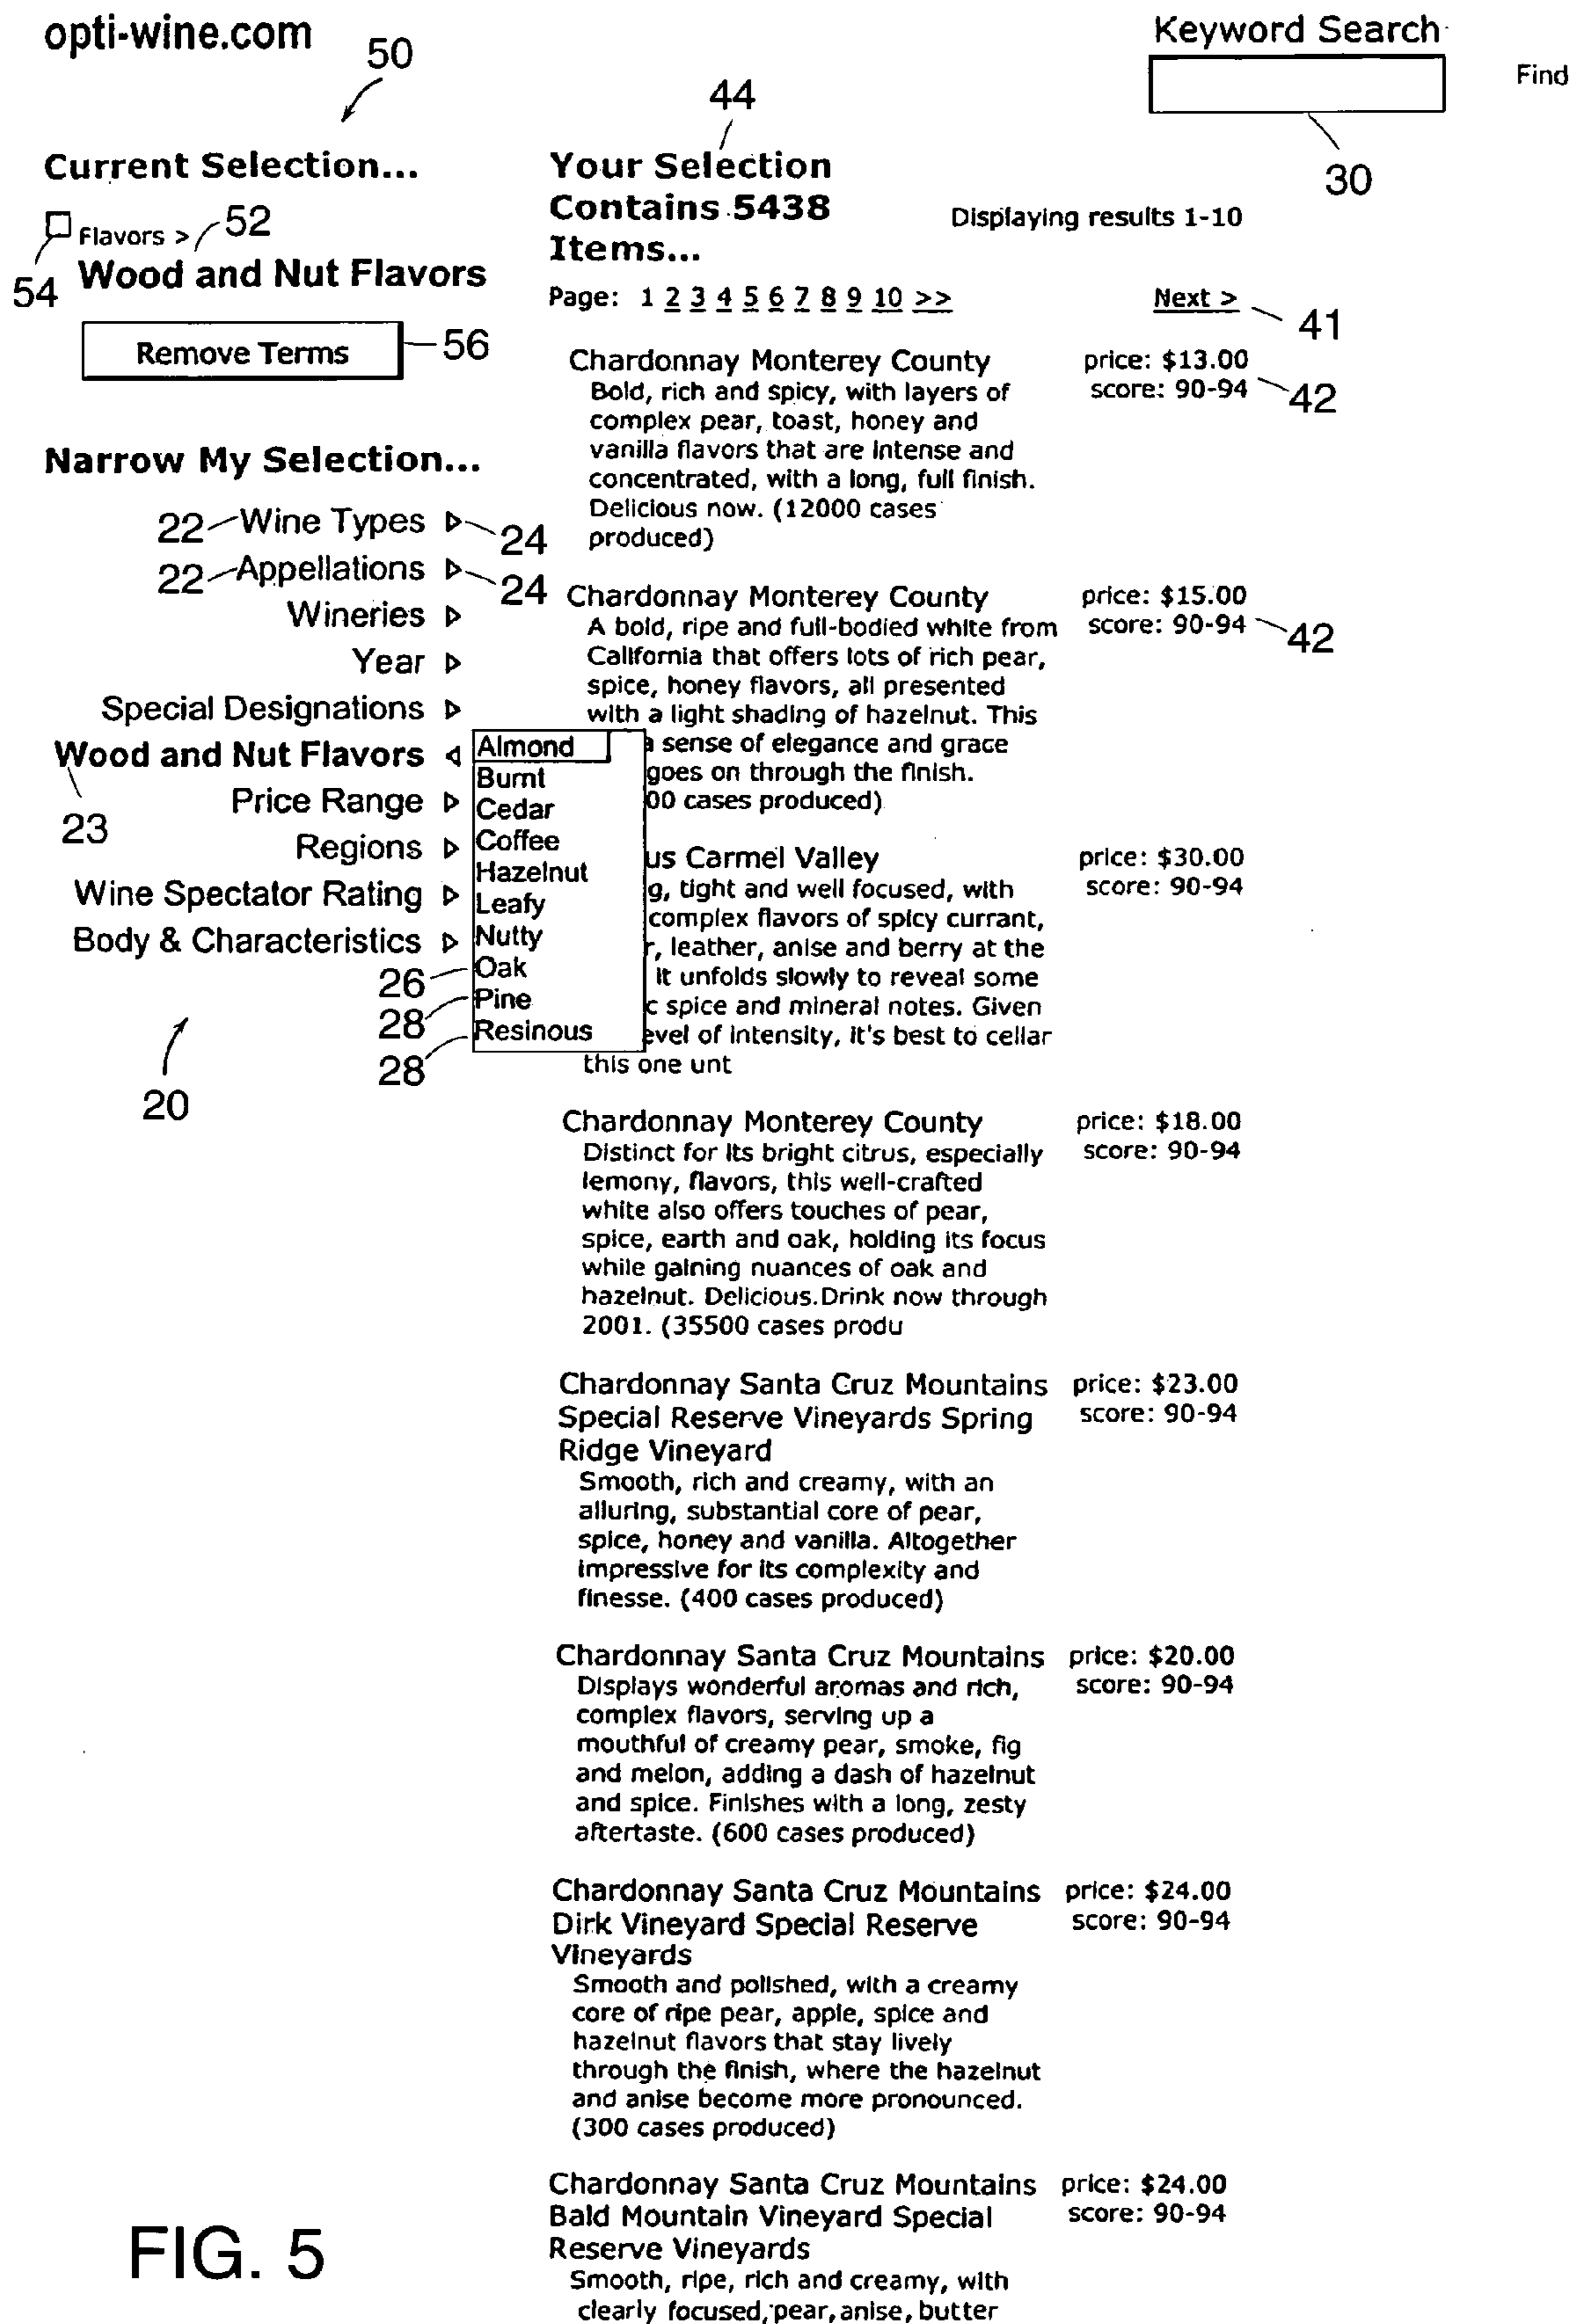 opti-wine.com
50
Keyword Search
Find
30
44
Current Selection...
Flavors >
52
54
Wood and Nut Flavors
Remove Terms
56
Your Selection
Contains 5438
Items...
Displaying results 1-10
Page: 1 2 3 4 5 6 7 8 9 10 >>
Next >
41
Narrow My Selection...
22 Wine Types 24
22 Appellations 24
Wineries
Year
Special Designations
Wood and Nut Flavors
23
Price Range
Regions
Wine Spectator Rating
Body & Characteristics
Almond
Burnt
Cedar
Coffee
Hazelnut
Leafy
Nutty
26 Oak
28 Pine
28 Resinous
20
Chardonnay Monterey County
price: $13.00
score: 90-94
42
Bold, rich and spicy, with layers of
complex pear, toast, honey and
vanilla flavors that are intense and
concentrated, with a long, full finish.
Delicious now. (12000 cases
produced)
Chardonnay Monterey County
price: $15.00
score: 90-94
42
A bold, ripe and full-bodied white from
California that offers lots of rich pear,
spice, honey flavors, all presented
with a light shading of hazelnut. This
a sense of elegance and grace
goes on through the finish.
00 cases produced)
us Carmel Valley
price: $30.00
score: 90-94
g, tight and well focused, with
complex flavors of spicy currant,
r, leather, anise and berry at the
It unfolds slowly to reveal some
c spice and mineral notes. Given
evel of intensity, it's best to cellar
this one unt
Chardonnay Monterey County
price: $18.00
score: 90-94
Distinct for its bright citrus, especially
lemony, flavors, this well-crafted
white also offers touches of pear,
spice, earth and oak, holding its focus
while gaining nuances of oak and
hazelnut. Delicious.Drink now through
2001. (35500 cases produ
Chardonnay Santa Cruz Mountains
Special Reserve Vineyards Spring
Ridge Vineyard
price: $23.00
score: 90-94
Smooth, rich and creamy, with an
alluring, substantial core of pear,
spice, honey and vanilla. Altogether
impressive for its complexity and
finesse. (400 cases produced)
Chardonnay Santa Cruz Mountains
price: $20.00
score: 90-94
Displays wonderful aromas and rich,
complex flavors, serving up a
mouthful of creamy pear, smoke, fig
and melon, adding a dash of hazelnut
and spice. Finishes with a long, zesty
aftertaste. (600 cases produced)
Chardonnay Santa Cruz Mountains
Dirk Vineyard Special Reserve
Vineyards
price: $24.00
score: 90-94
Smooth and polished, with a creamy
core of ripe pear, apple, spice and
hazelnut flavors that stay lively
through the finish, where the hazelnut
and anise become more pronounced.
(300 cases produced)
Chardonnay Santa Cruz Mountains
Bald Mountain Vineyard Special
Reserve Vineyards
price: $24.00
score: 90-94
Smooth, ripe, rich and creamy, with
clearly focused, pear, anise, butter
FIG. 5